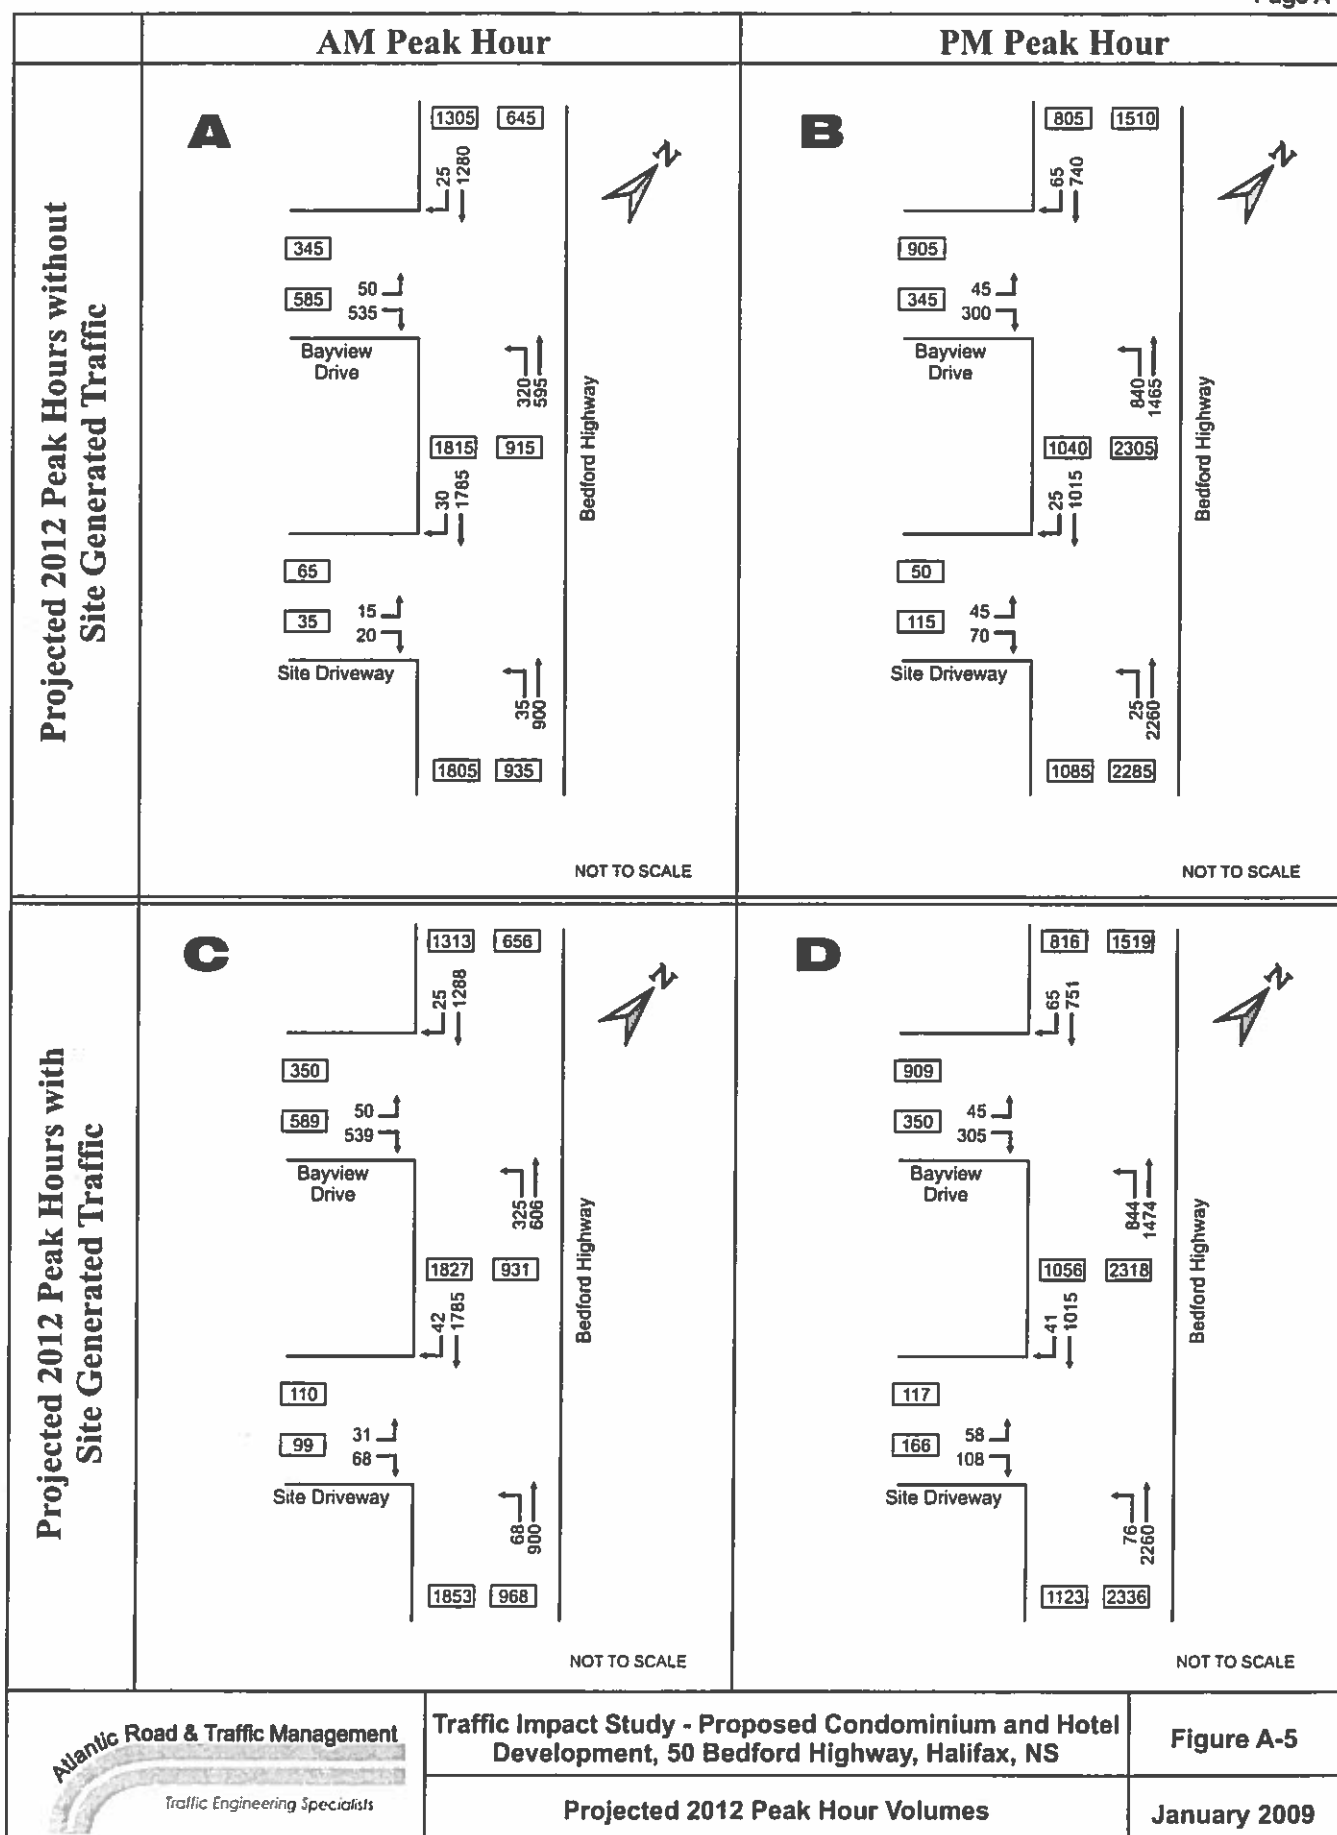 Page A
AM Peak Hour
PM Peak Hour
Projected 2012 Peak Hours without
Site Generated Traffic
A
1305 645
25
1280
N
345
585
50
535
Bayview
Drive
320
595
Bedford Highway
1815 915
30
1785
65
35
15
20
Site Driveway
35
900
1805 935
NOT TO SCALE
B
805 1510
65
740
N
905
345
45
300
Bayview
Drive
840
1465
Bedford Highway
1040 2305
25
1015
50
115
45
70
Site Driveway
25
2260
1085 2285
NOT TO SCALE
Projected 2012 Peak Hours with
Site Generated Traffic
C
1313 656
25
1288
N
350
589
50
539
Bayview
Drive
325
606
Bedford Highway
1827 931
42
1785
110
99
31
68
Site Driveway
68
900
1853 968
NOT TO SCALE
D
816 1519
65
751
N
909
350
45
305
Bayview
Drive
844
1474
Bedford Highway
1056 2318
41
1015
117
166
58
108
Site Driveway
76
2260
1123 2336
NOT TO SCALE
Atlantic Road & Traffic Management
Traffic Engineering Specialists
Traffic Impact Study - Proposed Condominium and Hotel
Development, 50 Bedford Highway, Halifax, NS
Figure A-5
Projected 2012 Peak Hour Volumes
January 2009